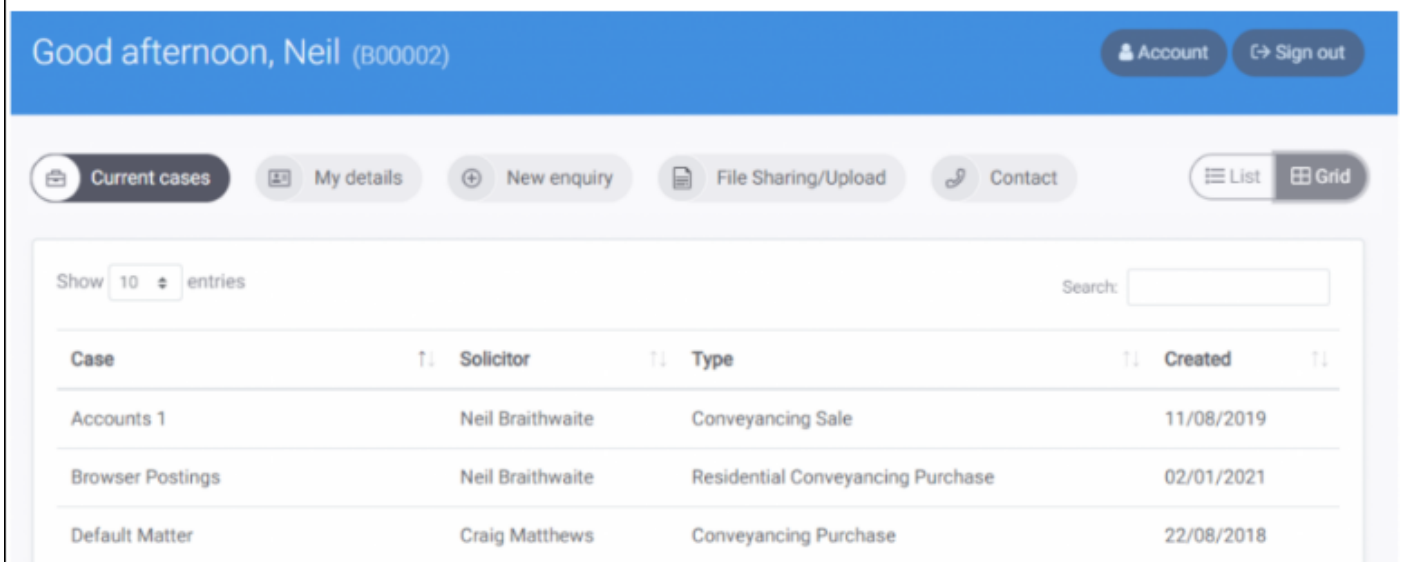 Good afternoon, Neil (B00002)
Account
Sign out
Current cases
My details
New enquiry
File Sharing/Upload
Contact
List
Grid
Show 10 entries
Search:
Case Solicitor Type Created
Accounts 1 Neil Braithwaite Conveyancing Sale 11/08/2019
Browser Postings Neil Braithwaite Residential Conveyancing Purchase 02/01/2021
Default Matter Craig Matthews Conveyancing Purchase 22/08/2018